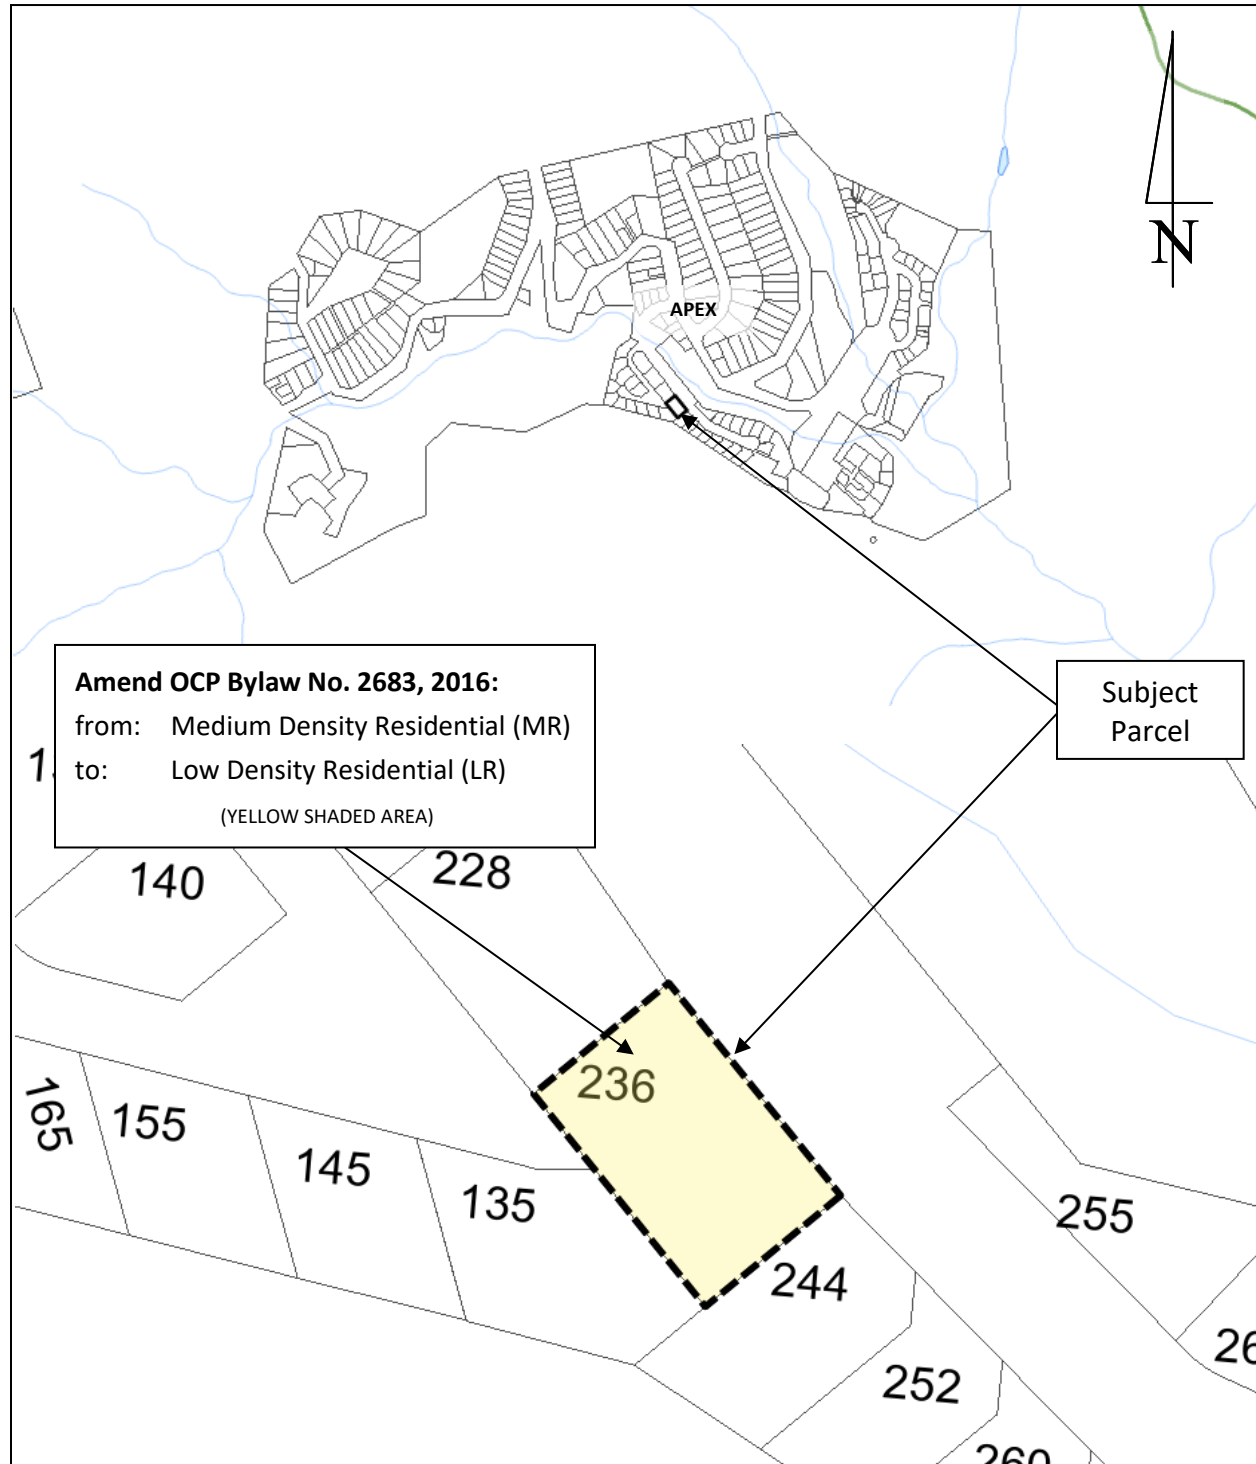 N
APEX
Amend OCP Bylaw No. 2683, 2016:
from: Medium Density Residential (MR)
to: Low Density Residential (LR)
(YELLOW SHADED AREA)
Subject
Parcel
140
228
236
165
155
145
135
255
244
252
260